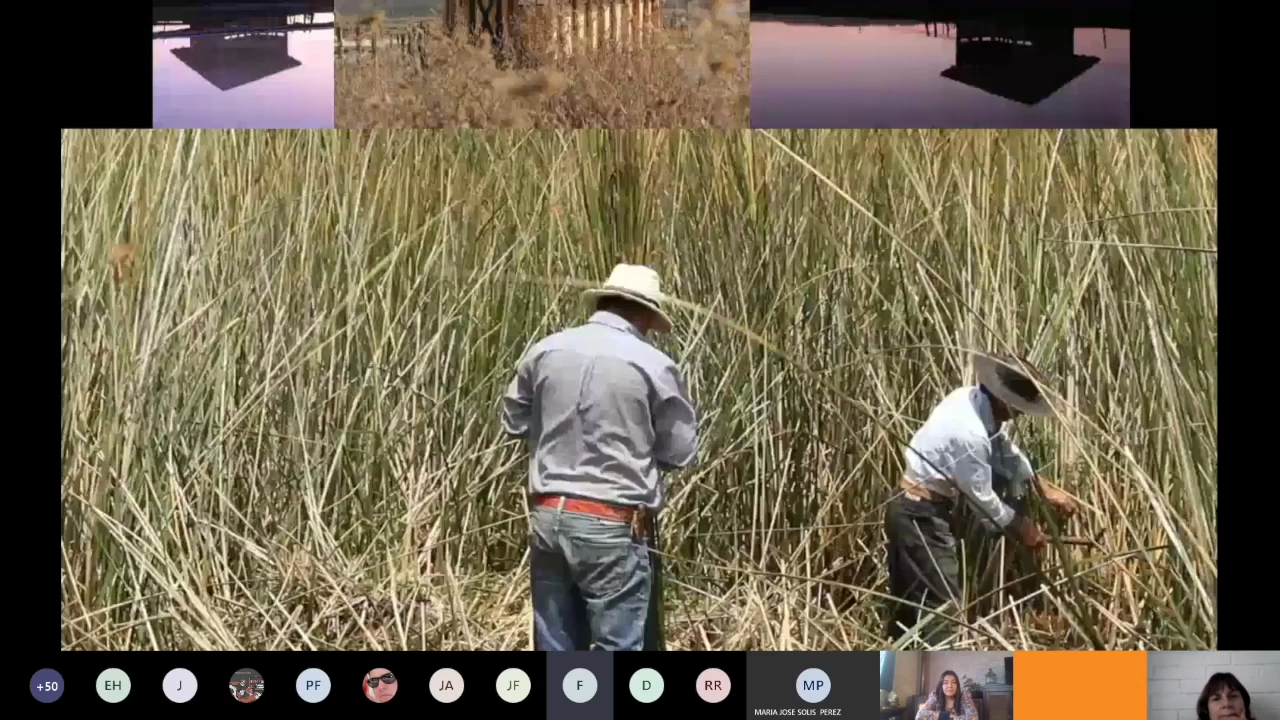 +50
EH
J
PF
JA
JF
F
D
RR
MP
MARIA JOSE SOLIS PEREZ